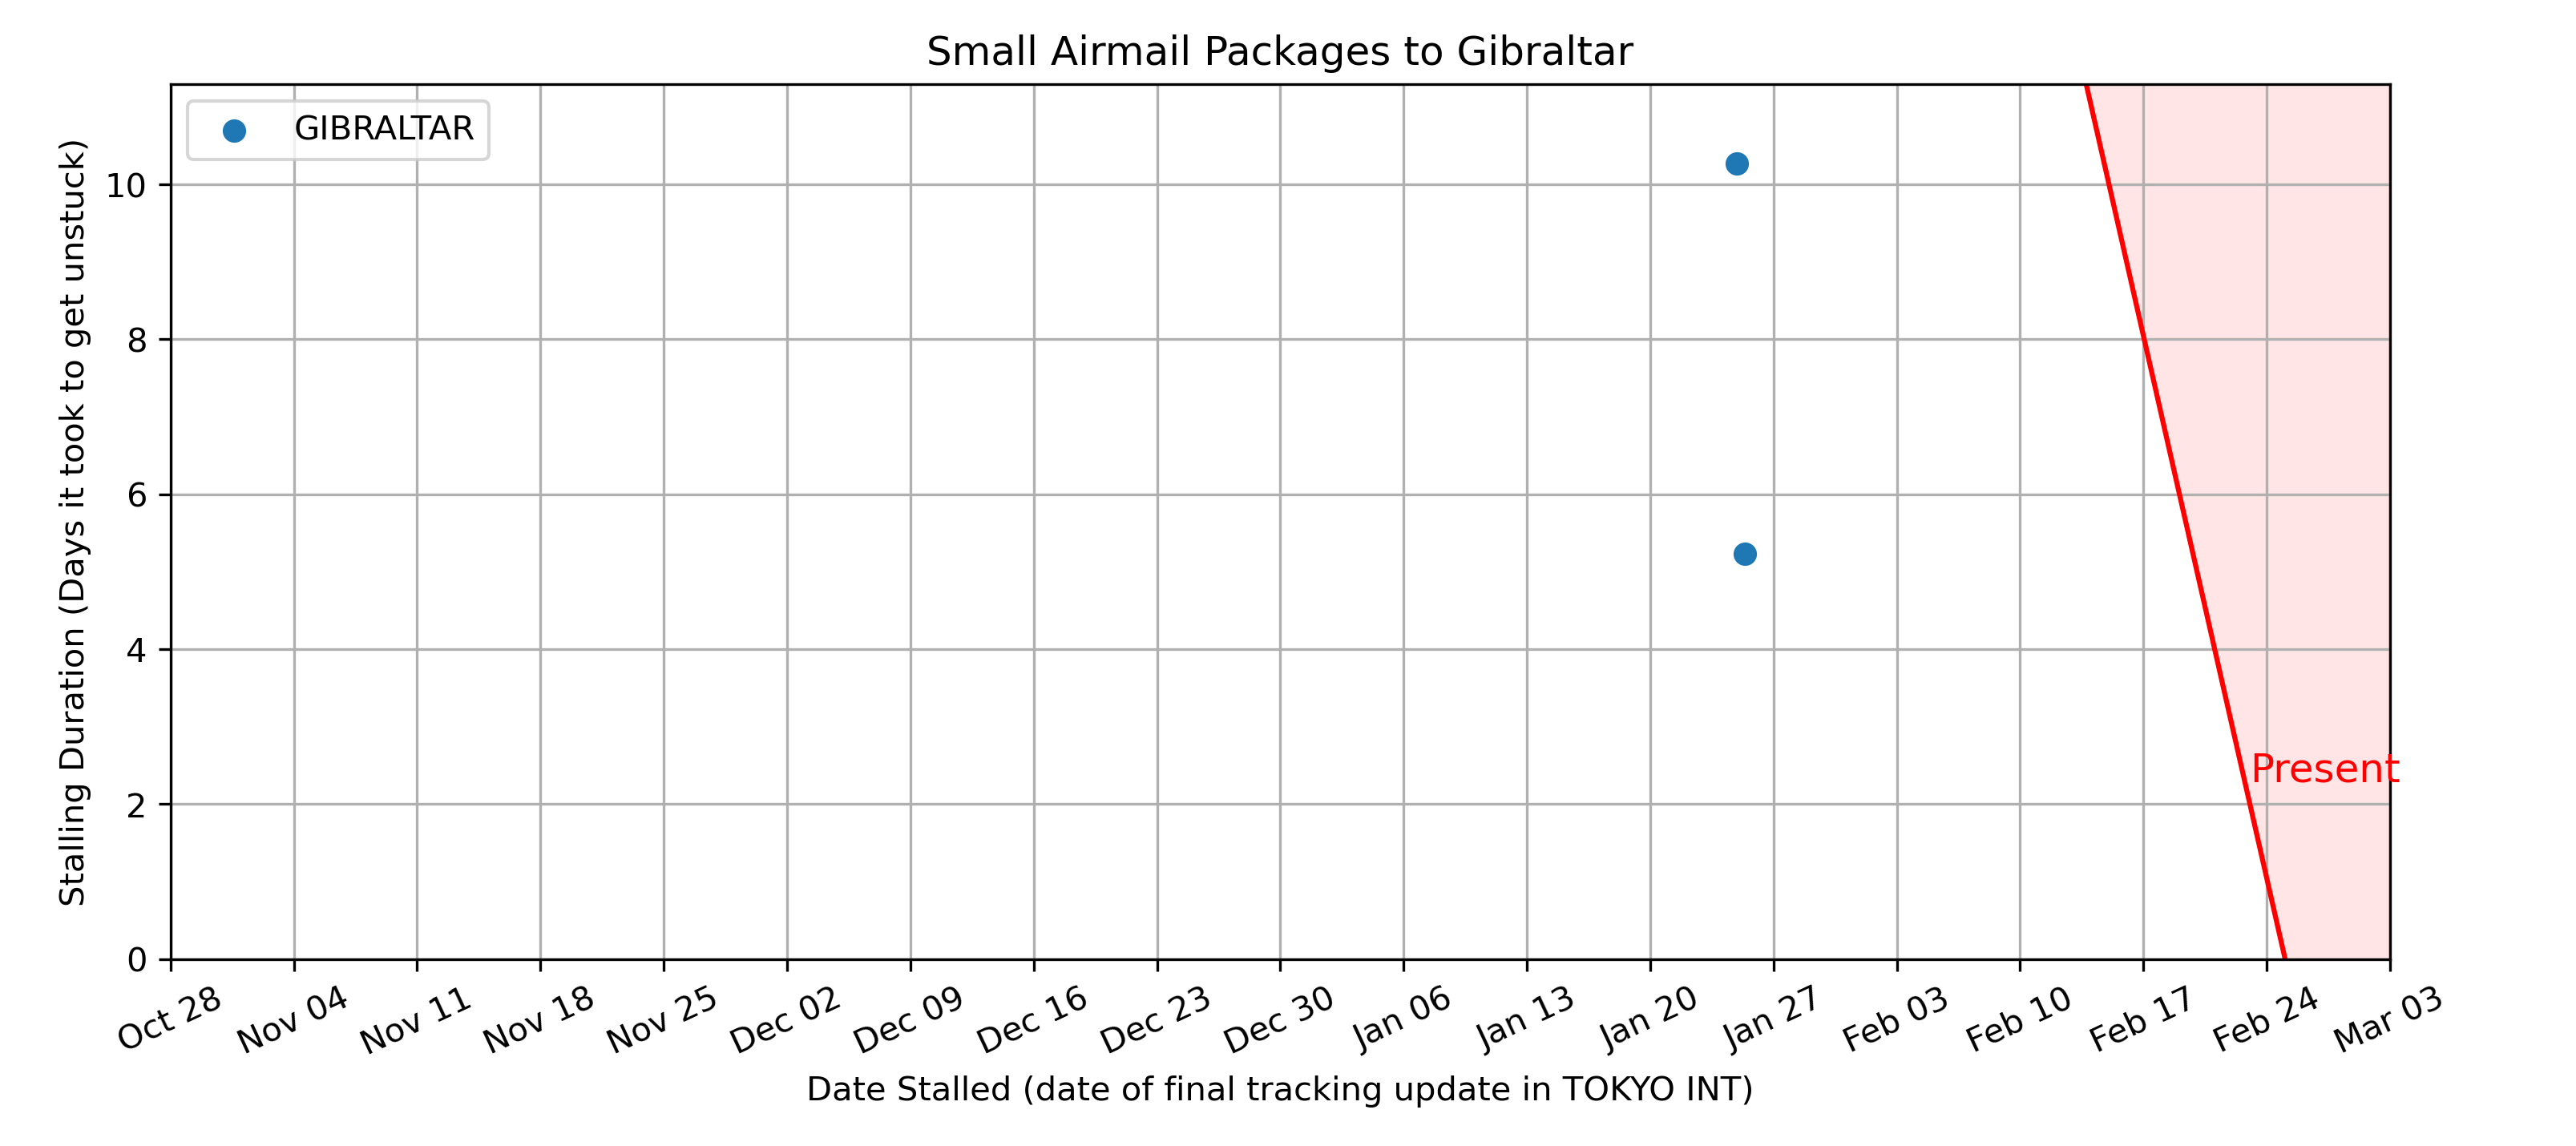 Small Airmail Packages to Gibraltar
GIBRALTAR
Stalling Duration (Days it took to get unstuck)
10
8
6
4
2
0
Present
Oct 28 Nov 04 Nov 11 Nov 18 Nov 25 Dec 02 Dec 09 Dec 16 Dec 23 Dec 30 Jan 06 Jan 13 Jan 20 Jan 27 Feb 03 Feb 10 Feb 17 Feb 24 Mar 03
Date Stalled (date of final tracking update in TOKYO INT)